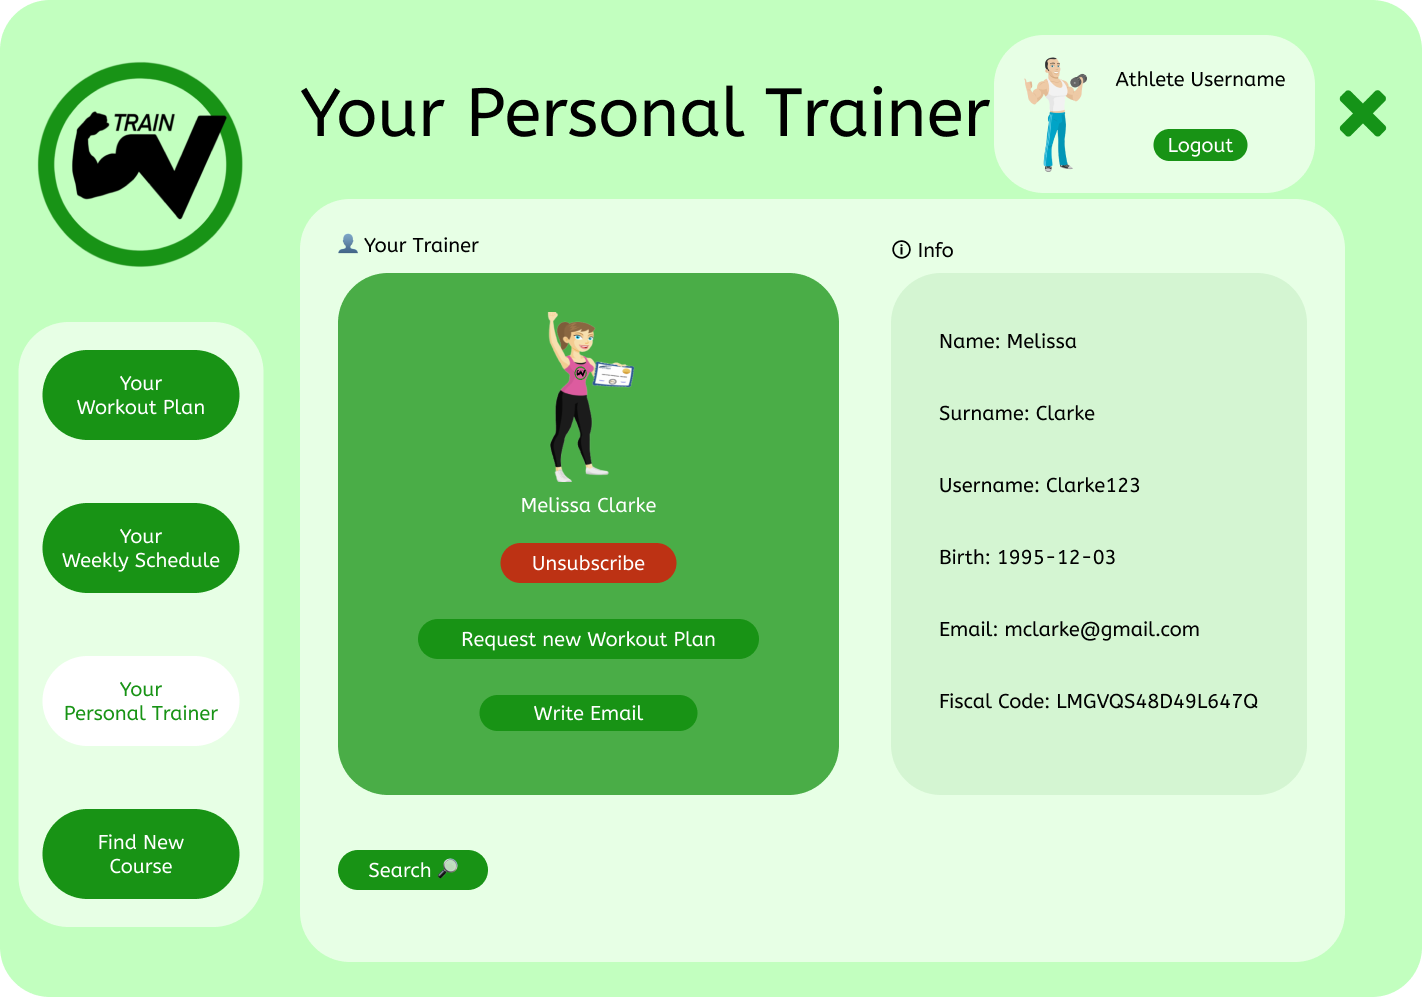 TRAIN
Your Personal Trainer
Athlete Username
Logout
Your
Workout Plan
Your
Weekly Schedule
Your
Personal Trainer
Find New
Course
Your Trainer
Melissa Clarke
Unsubscribe
Request new Workout Plan
Write Email
Search
Info
Name: Melissa
Surname: Clarke
Username: Clarke123
Birth: 1995-12-03
Email: mclarke@gmail.com
Fiscal Code: LMGVQS48D49L647Q